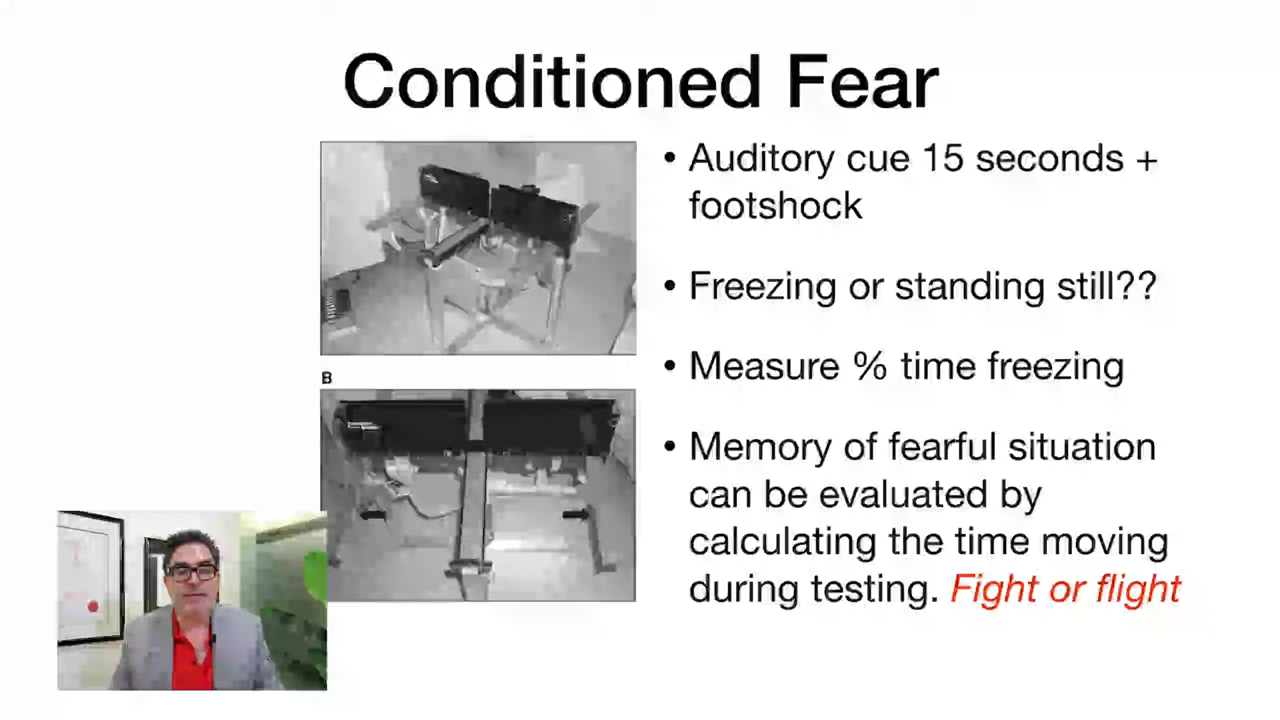 Conditioned Fear
• Auditory cue 15 seconds +
footshock
• Freezing or standing still??
• Measure % time freezing
• Memory of fearful situation
can be evaluated by
calculating the time moving
during testing. Fight or flight
B